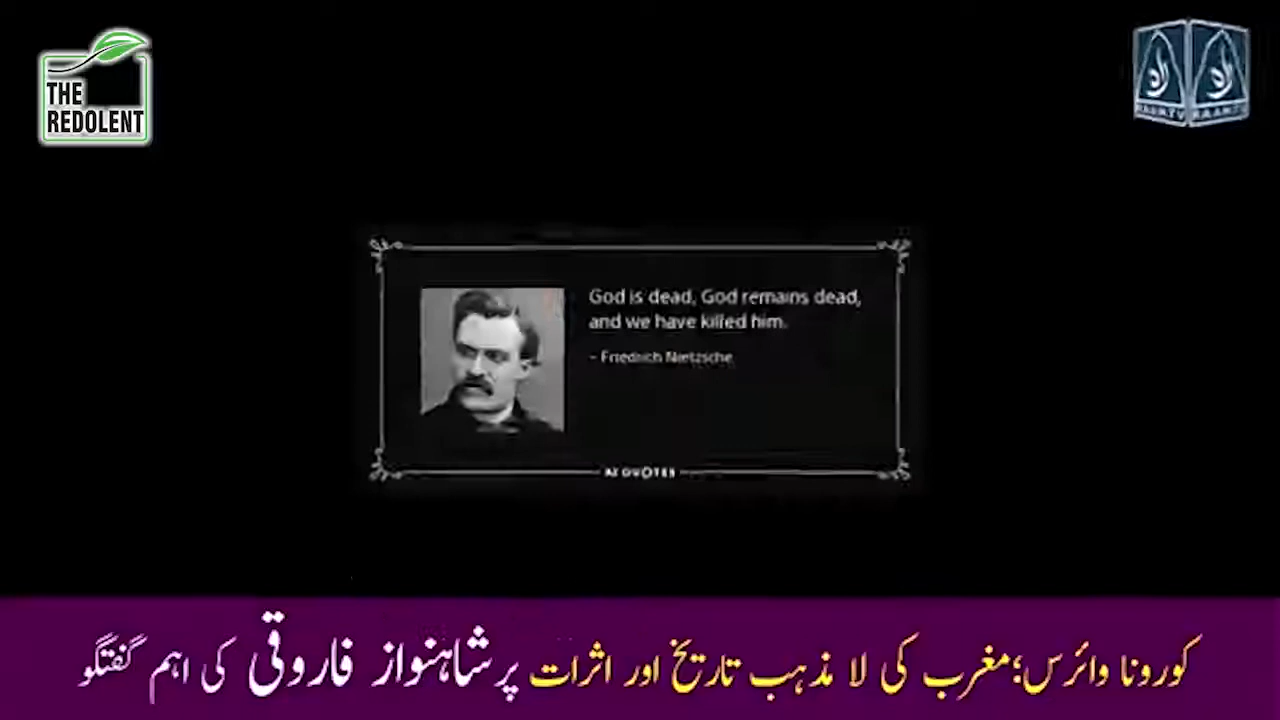 THE
REDOLENT
God is dead, God remains dead,
and we have killed him.
- Friedrich Nietzsche
AZ QUOTES
کورونا وائرس؛مغرب کی لا مذہب تاریخ اور اثرات پر شاہنواز فاروقی کی اہم گفتگو